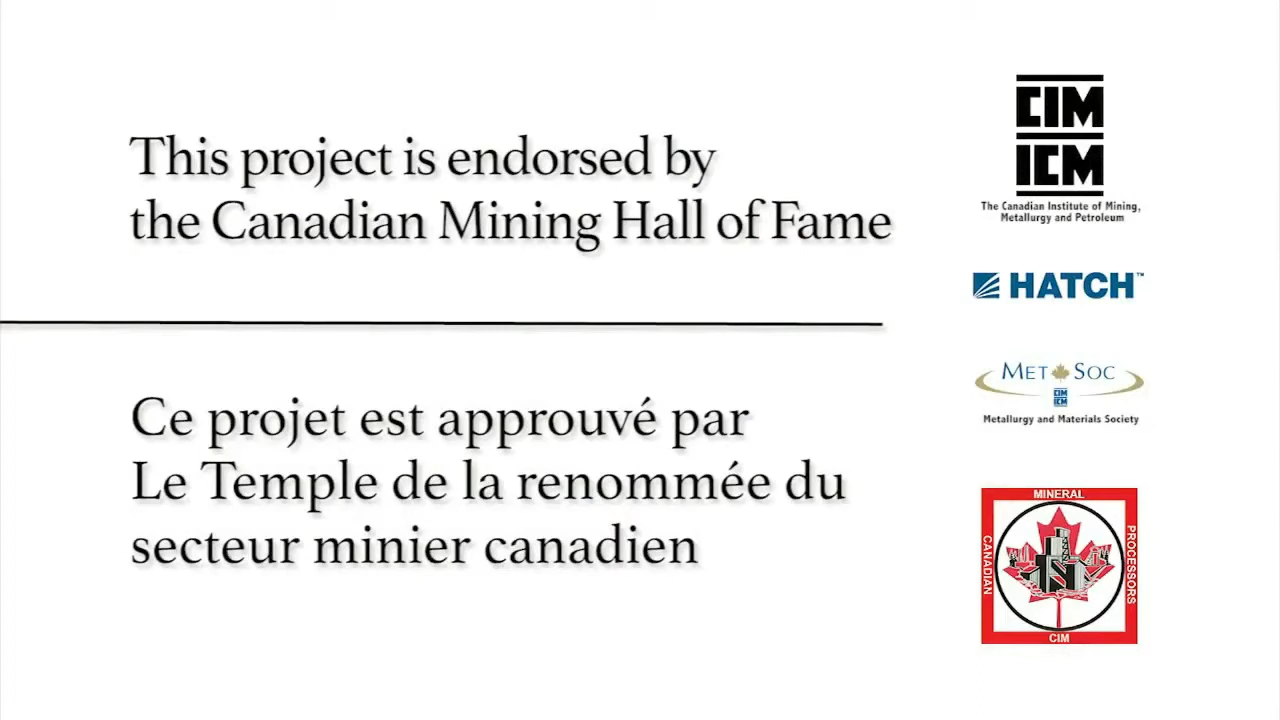 This project is endorsed by
the Canadian Mining Hall of Fame
Ce projet est approuvé par
Le Temple de la renommée du
secteur minier canadien
CIM
ICM
The Canadian Institute of Mining,
Metallurgy and Petroleum
HATCH™
MET SOC
CIM
ICM
Metallurgy and Materials Society
MINERAL
CANADIAN
PROCESSORS
CIM